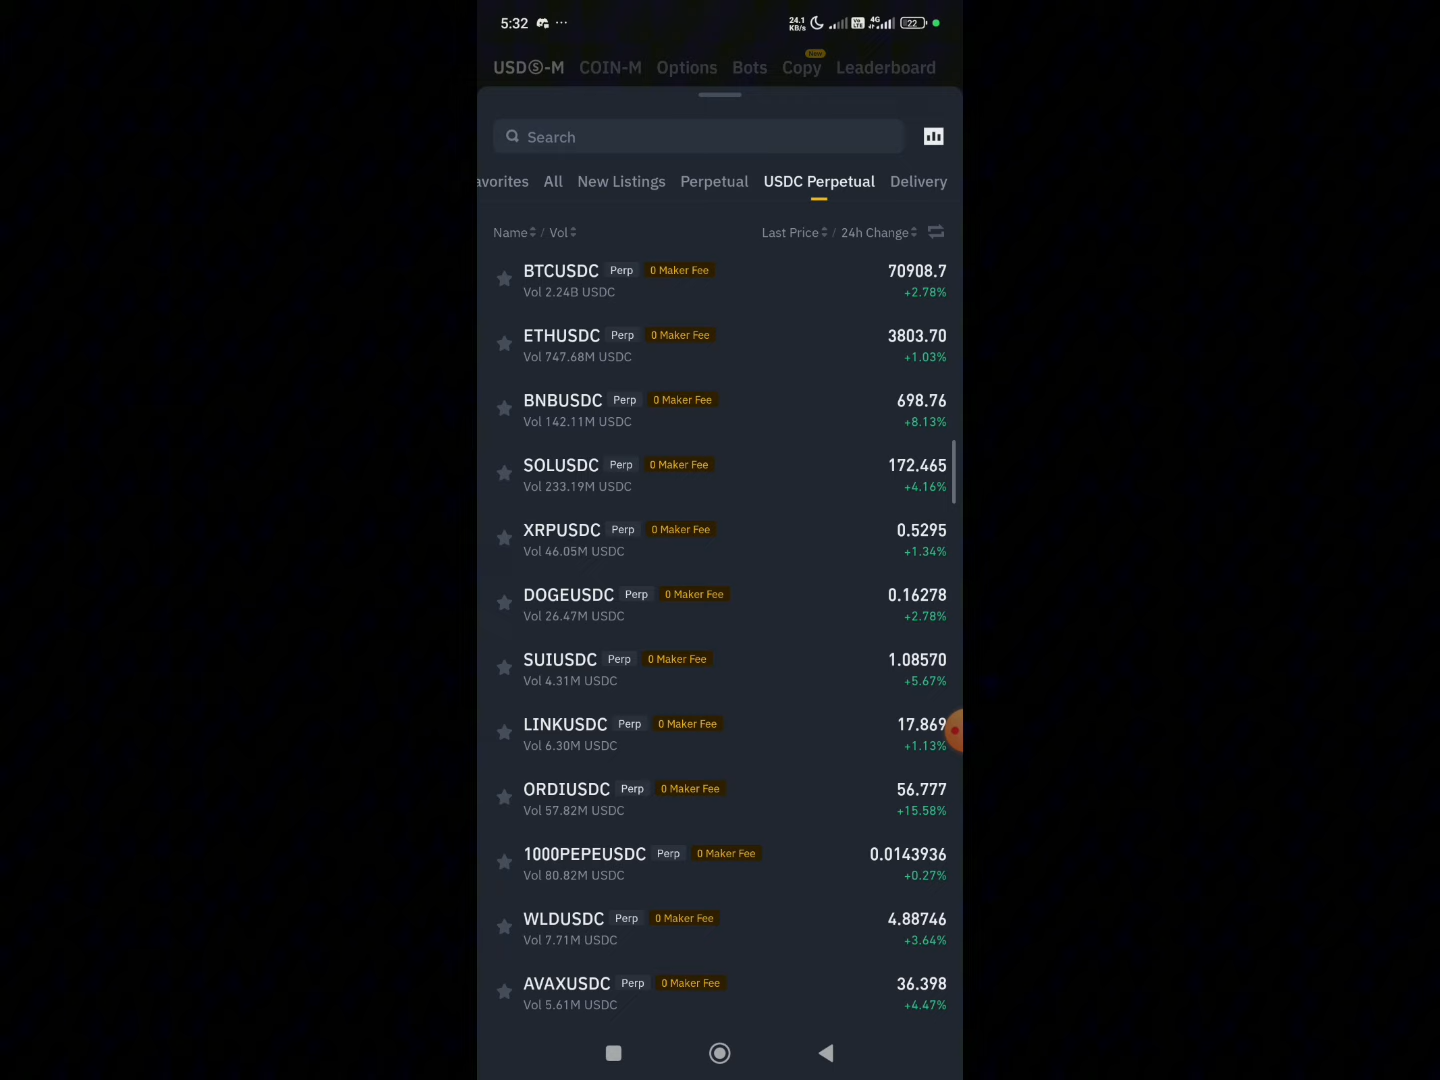 5:32 ...
24.1 KB/s Vo LTE 4G 22
New
USDⓈ-M COIN-M Options Bots Copy Leaderboard
Search
avorites All New Listings Perpetual USDC Perpetual Delivery
Name / Vol Last Price / 24h Change
BTCUSDC Perp 0 Maker Fee 70908.7
Vol 2.24B USDC +2.78%
ETHUSDC Perp 0 Maker Fee 3803.70
Vol 747.68M USDC +1.03%
BNBUSDC Perp 0 Maker Fee 698.76
Vol 142.11M USDC +8.13%
SOLUSDC Perp 0 Maker Fee 172.465
Vol 233.19M USDC +4.16%
XRPUSDC Perp 0 Maker Fee 0.5295
Vol 46.05M USDC +1.34%
DOGEUSDC Perp 0 Maker Fee 0.16278
Vol 26.47M USDC +2.78%
SUIUSDC Perp 0 Maker Fee 1.08570
Vol 4.31M USDC +5.67%
LINKUSDC Perp 0 Maker Fee 17.869
Vol 6.30M USDC +1.13%
ORDIUSDC Perp 0 Maker Fee 56.777
Vol 57.82M USDC +15.58%
1000PEPEUSDC Perp 0 Maker Fee 0.0143936
Vol 80.82M USDC +0.27%
WLDUSDC Perp 0 Maker Fee 4.88746
Vol 7.71M USDC +3.64%
AVAXUSDC Perp 0 Maker Fee 36.398
Vol 5.61M USDC +4.47%